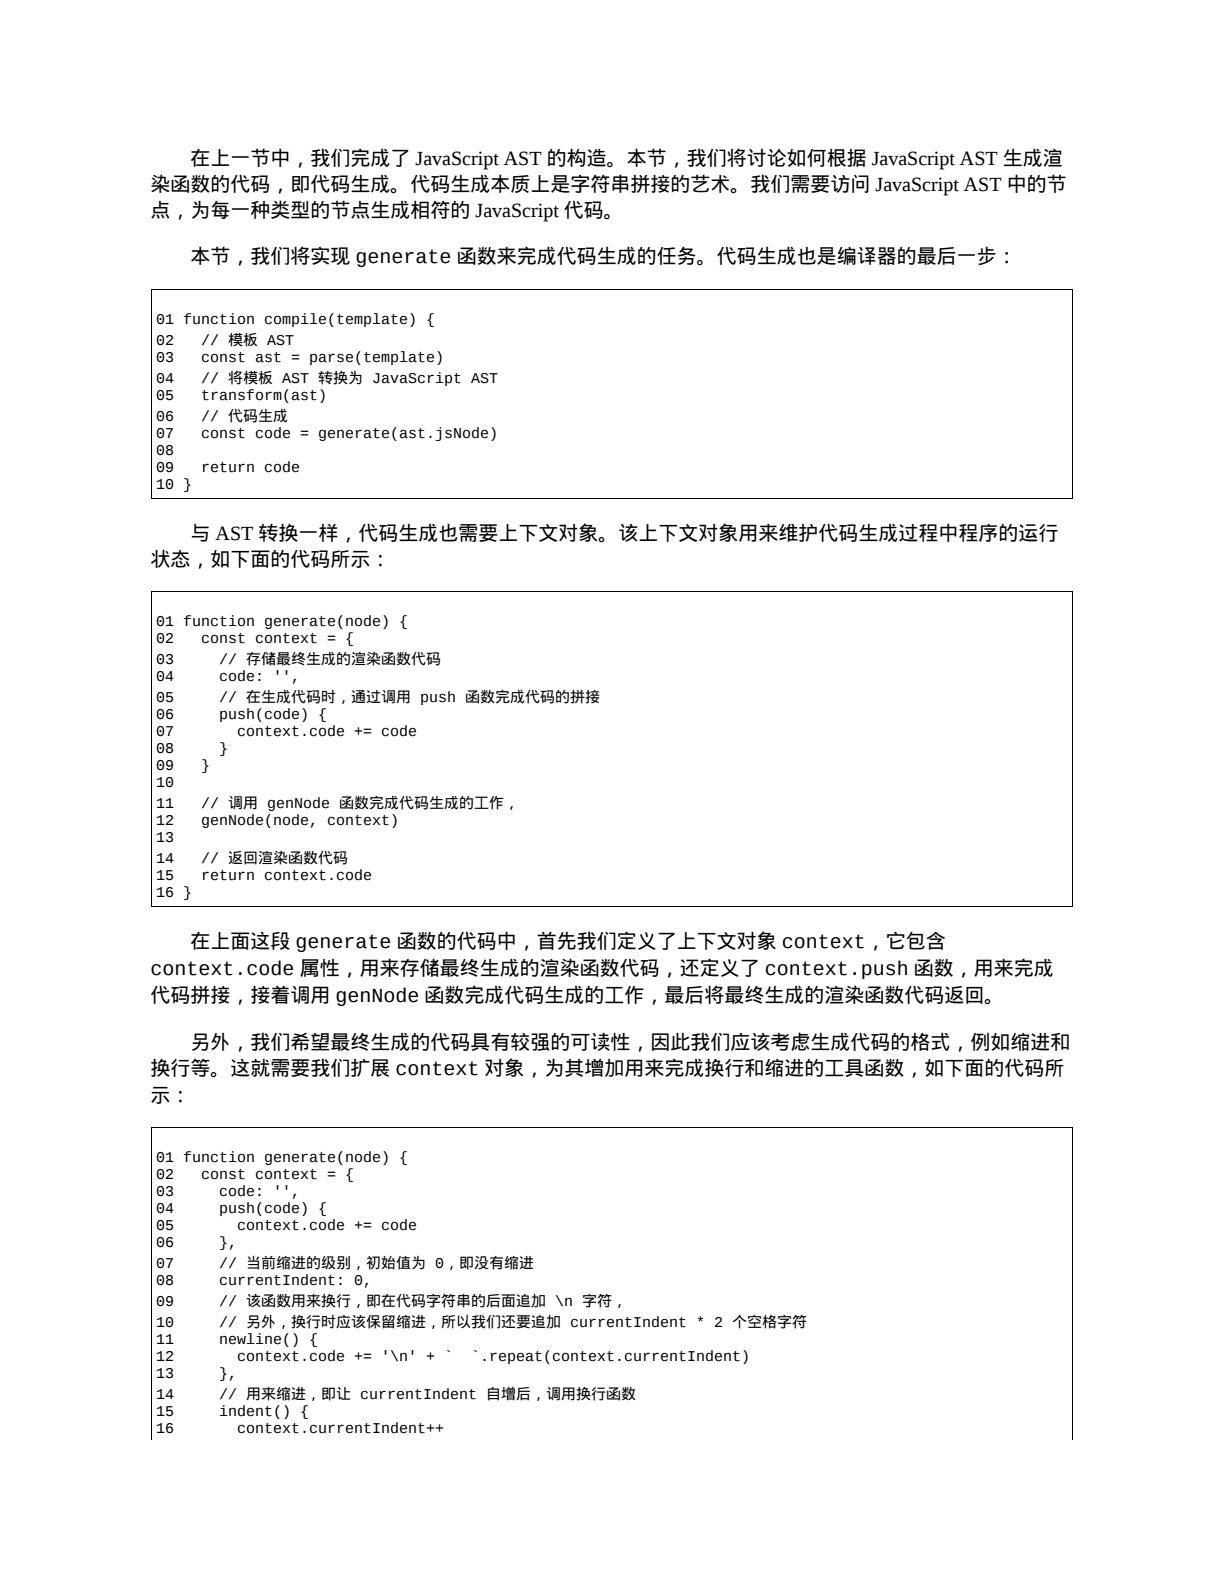 在上一节中，我们完成了 JavaScript AST 的构造。本节，我们将讨论如何根据 JavaScript AST 生成渲
染函数的代码，即代码生成。代码生成本质上是字符串拼接的艺术。我们需要访问 JavaScript AST 中的节
点，为每一种类型的节点生成相符的 JavaScript 代码。
本节，我们将实现 generate 函数来完成代码生成的任务。代码生成也是编译器的最后一步：
01 function compile(template) {
02   // 模板 AST
03   const ast = parse(template)
04   // 将模板 AST 转换为 JavaScript AST
05   transform(ast)
06   // 代码生成
07   const code = generate(ast.jsNode)
08
09   return code
10 }
与 AST 转换一样，代码生成也需要上下文对象。该上下文对象用来维护代码生成过程中程序的运行
状态，如下面的代码所示：
01 function generate(node) {
02   const context = {
03     // 存储最终生成的渲染函数代码
04     code: '',
05     // 在生成代码时，通过调用 push 函数完成代码的拼接
06     push(code) {
07       context.code += code
08     }
09   }
10
11   // 调用 genNode 函数完成代码生成的工作，
12   genNode(node, context)
13
14   // 返回渲染函数代码
15   return context.code
16 }
在上面这段 generate 函数的代码中，首先我们定义了上下文对象 context，它包含
context.code 属性，用来存储最终生成的渲染函数代码，还定义了 context.push 函数，用来完成
代码拼接，接着调用 genNode 函数完成代码生成的工作，最后将最终生成的渲染函数代码返回。
另外，我们希望最终生成的代码具有较强的可读性，因此我们应该考虑生成代码的格式，例如缩进和
换行等。这就需要我们扩展 context 对象，为其增加用来完成换行和缩进的工具函数，如下面的代码所
示：
01 function generate(node) {
02   const context = {
03     code: '',
04     push(code) {
05       context.code += code
06     },
07     // 当前缩进的级别，初始值为 0，即没有缩进
08     currentIndent: 0,
09     // 该函数用来换行，即在代码字符串的后面追加 \n 字符，
10     // 另外，换行时应该保留缩进，所以我们还要追加 currentIndent * 2 个空格字符
11     newline() {
12       context.code += '\n' + `  `.repeat(context.currentIndent)
13     },
14     // 用来缩进，即让 currentIndent 自增后，调用换行函数
15     indent() {
16       context.currentIndent++